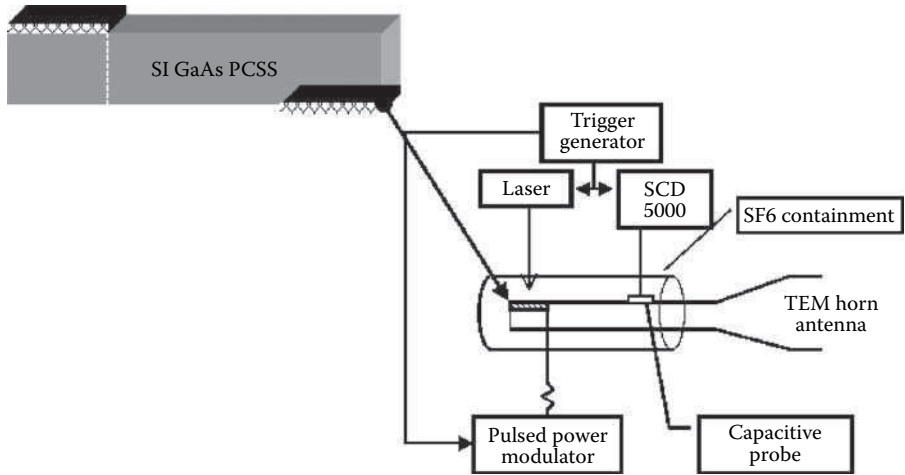 SI GaAs PCSS
Trigger
generator
Laser
SCD
5000
SF6 containment
TEM horn
antenna
Pulsed power
modulator
Capacitive
probe